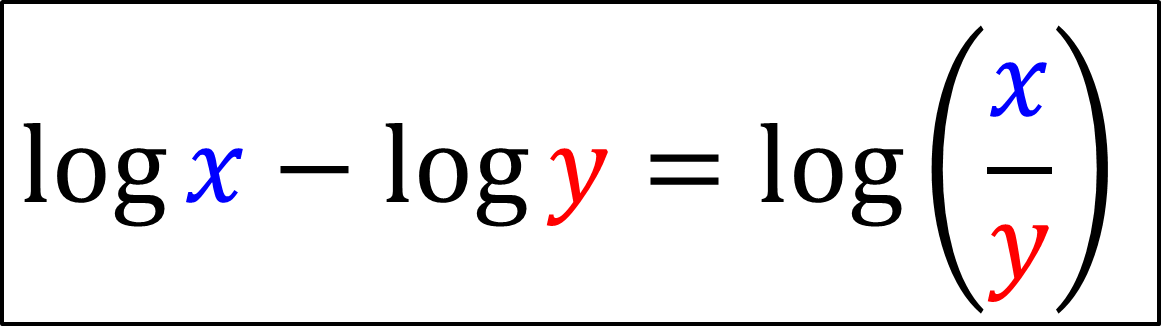 log x − log y = log(x/y)